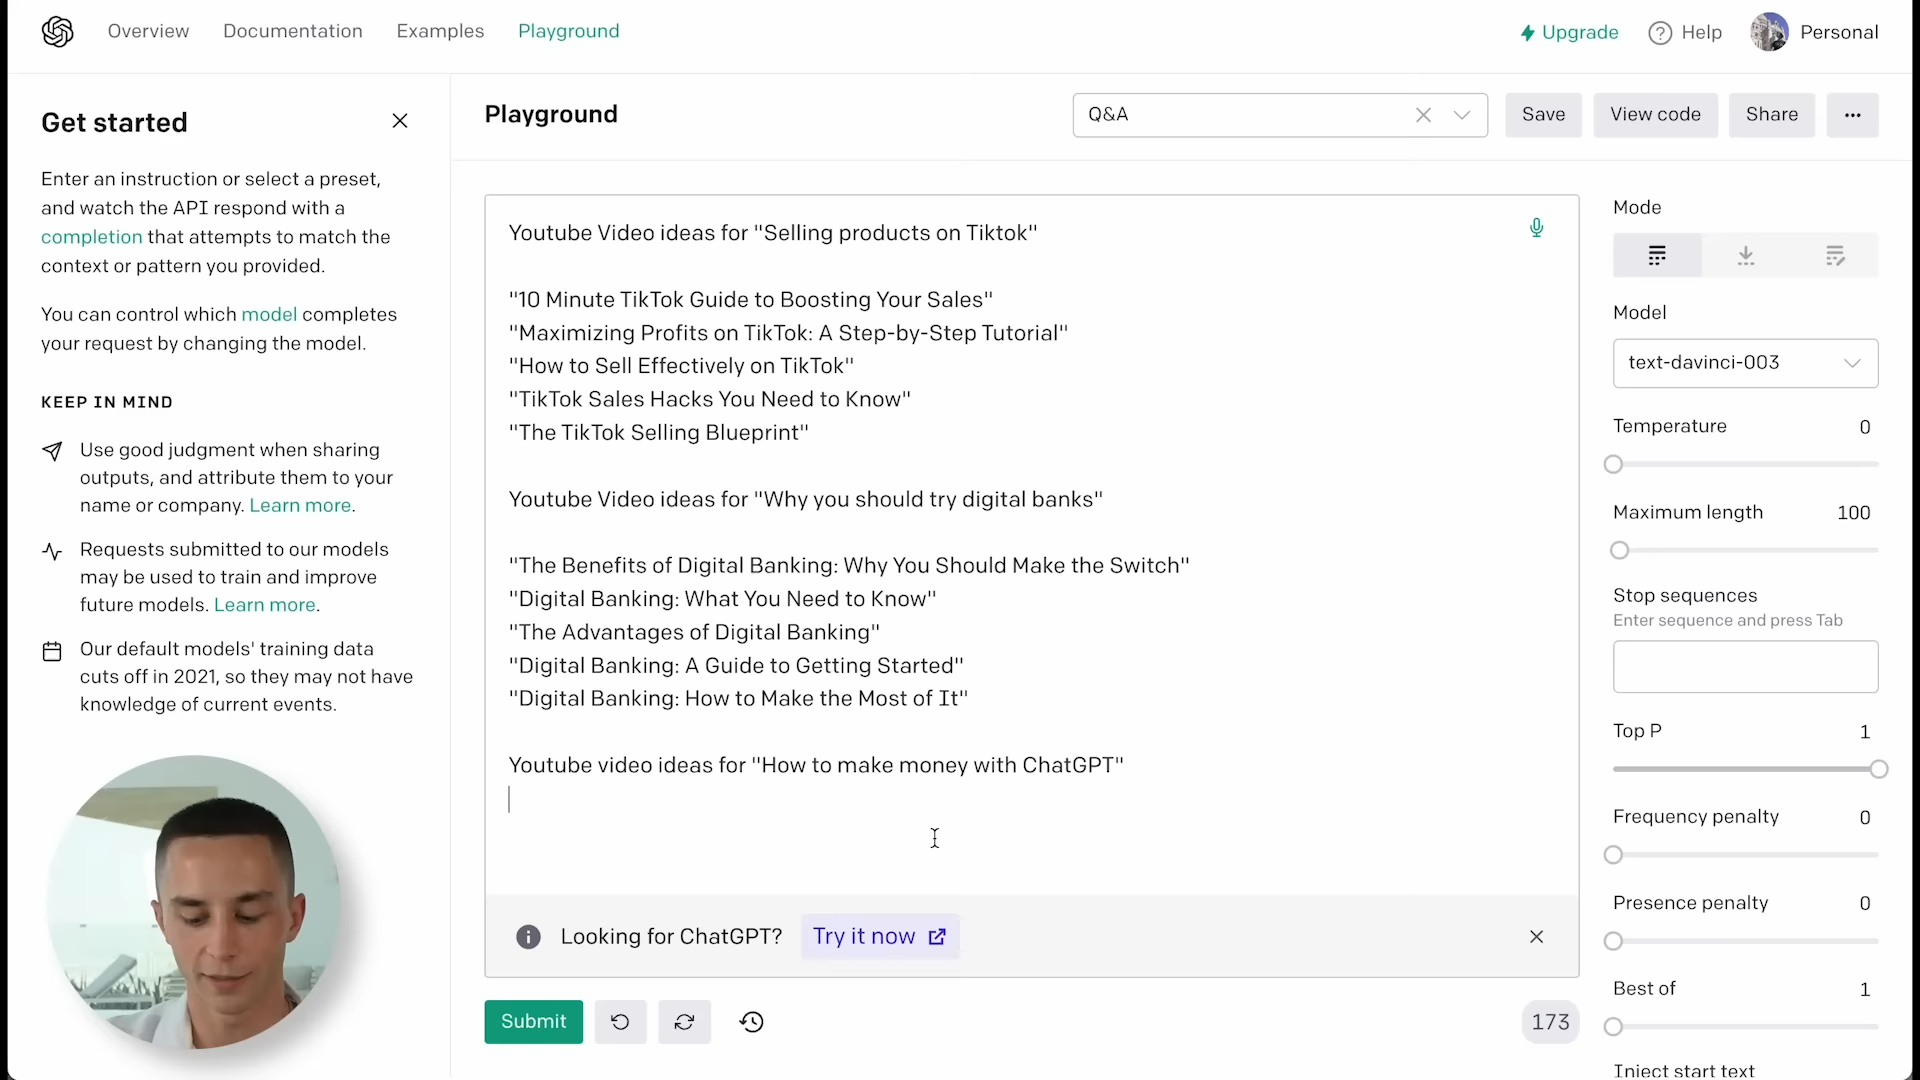 Overview Documentation Examples Playground
Upgrade Help Personal
Get started
Enter an instruction or select a preset,
and watch the API respond with a
completion that attempts to match the
context or pattern you provided.
You can control which model completes
your request by changing the model.
KEEP IN MIND
Use good judgment when sharing
outputs, and attribute them to your
name or company. Learn more.
Requests submitted to our models
may be used to train and improve
future models. Learn more.
Our default models' training data
cuts off in 2021, so they may not have
knowledge of current events.
Playground
Q&A
Save
View code
Share
Youtube Video ideas for "Selling products on Tiktok"
"10 Minute TikTok Guide to Boosting Your Sales"
"Maximizing Profits on TikTok: A Step-by-Step Tutorial"
"How to Sell Effectively on TikTok"
"TikTok Sales Hacks You Need to Know"
"The TikTok Selling Blueprint"
Youtube Video ideas for "Why you should try digital banks"
"The Benefits of Digital Banking: Why You Should Make the Switch"
"Digital Banking: What You Need to Know"
"The Advantages of Digital Banking"
"Digital Banking: A Guide to Getting Started"
"Digital Banking: How to Make the Most of It"
Youtube video ideas for "How to make money with ChatGPT"
Looking for ChatGPT? Try it now
Submit
173
Mode
Model
text-davinci-003
Temperature 0
Maximum length 100
Stop sequences
Enter sequence and press Tab
Top P 1
Frequency penalty 0
Presence penalty 0
Best of 1
Inject start text